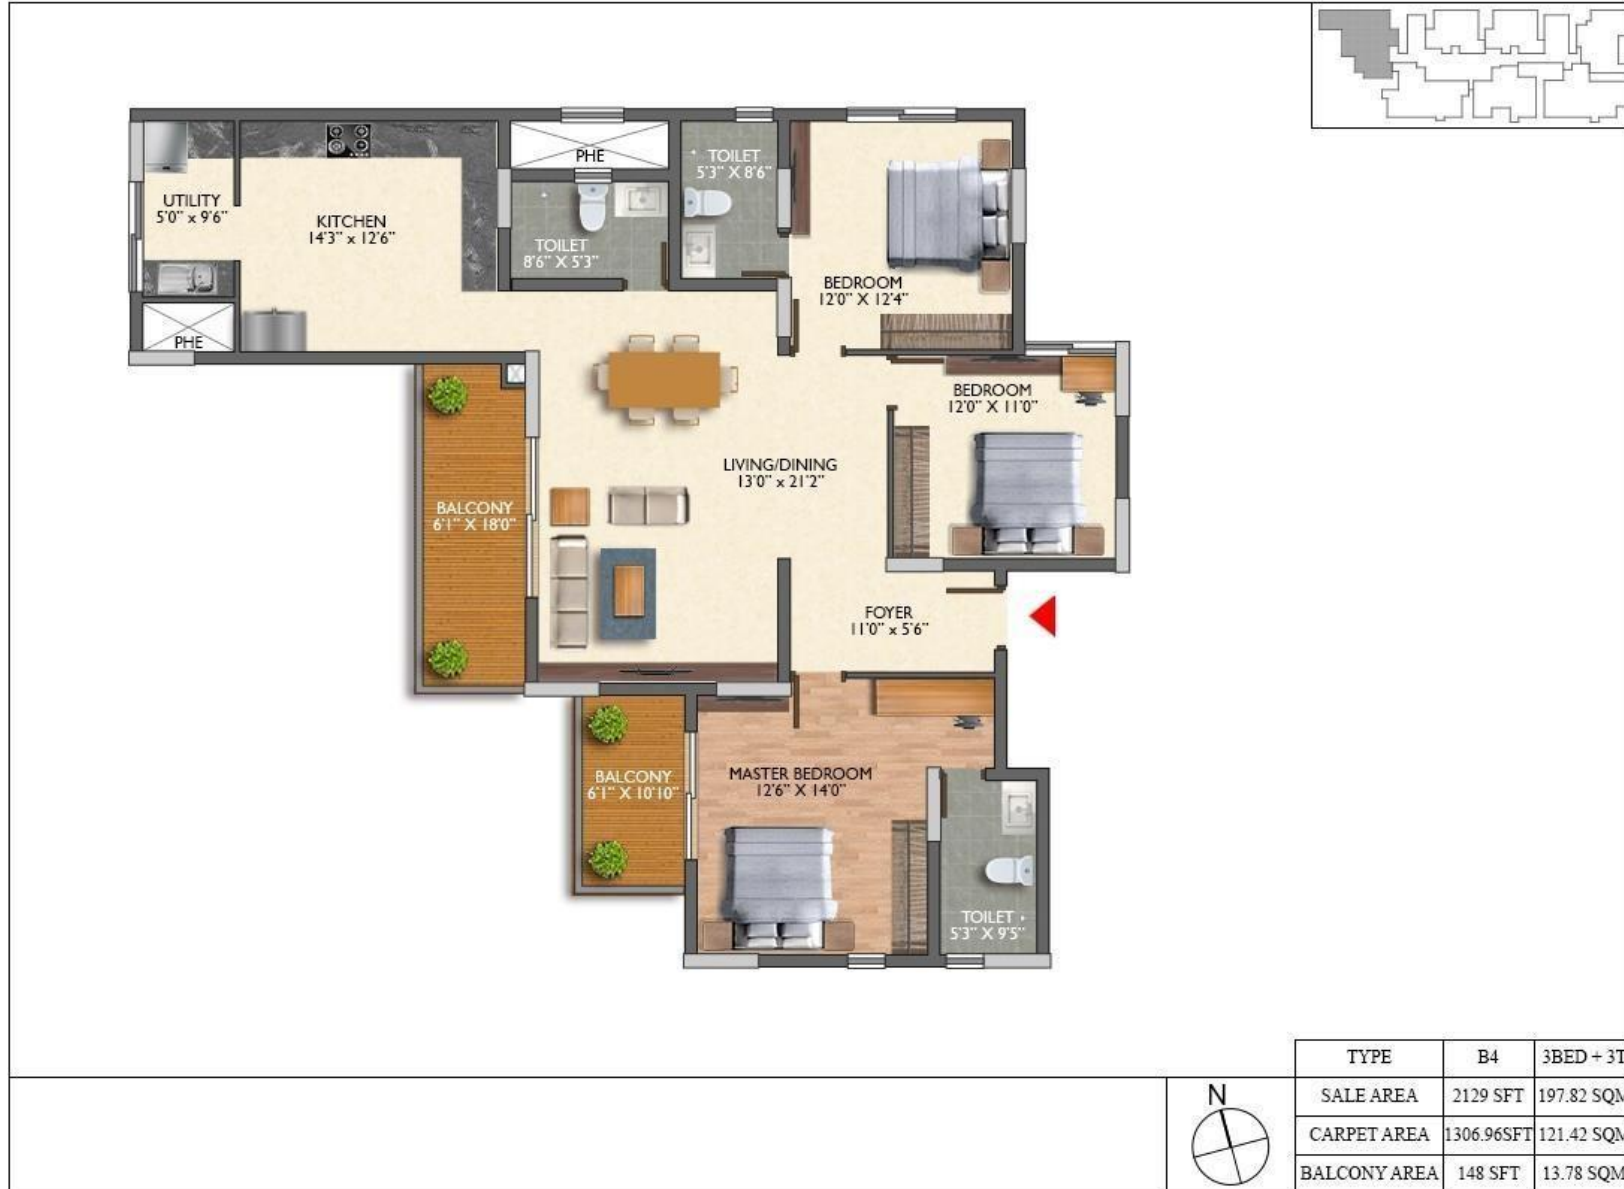 PHE
TOILET
5'3" X 8'6"
UTILITY
5'0" x 9'6"
KITCHEN
14'3" x 12'6"
TOILET
8'6" X 5'3"
BEDROOM
12'0" X 12'4"
PHE
BEDROOM
12'0" X 11'0"
LIVING/DINING
13'0" x 21'2"
BALCONY
6'1" X 18'0"
FOYER
11'0" x 5'6"
BALCONY
6'1" X 10'10"
MASTER BEDROOM
12'6" X 14'0"
TOILET
5'3" X 9'5"
N
TYPE B4 3BED + 3T
SALE AREA 2129 SFT 197.82 SQM
CARPET AREA 1306.96SFT 121.42 SQM
BALCONY AREA 148 SFT 13.78 SQM